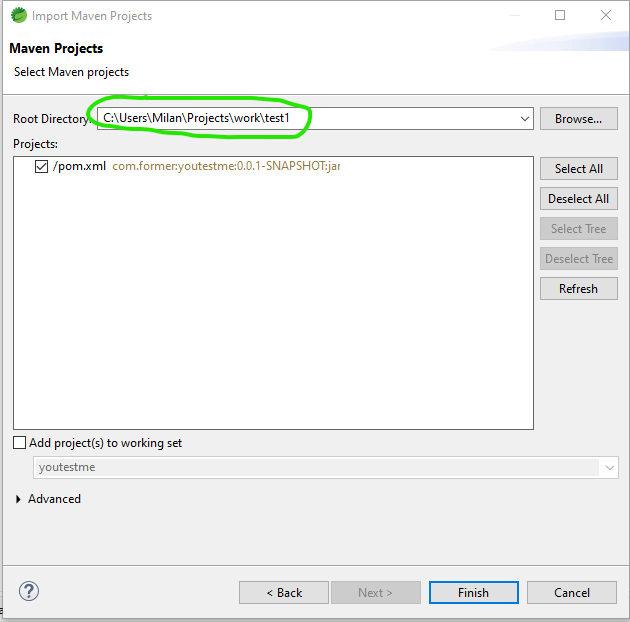 Import Maven Projects
Maven Projects
Select Maven projects
Root Directory: C:\Users\Milan\Projects\work\test1 Browse...
Projects:
/pom.xml com.former:youtestme:0.0.1-SNAPSHOT:jar
Select All
Deselect All
Select Tree
Deselect Tree
Refresh
Add project(s) to working set
youtestme
Advanced
? < Back Next > Finish Cancel